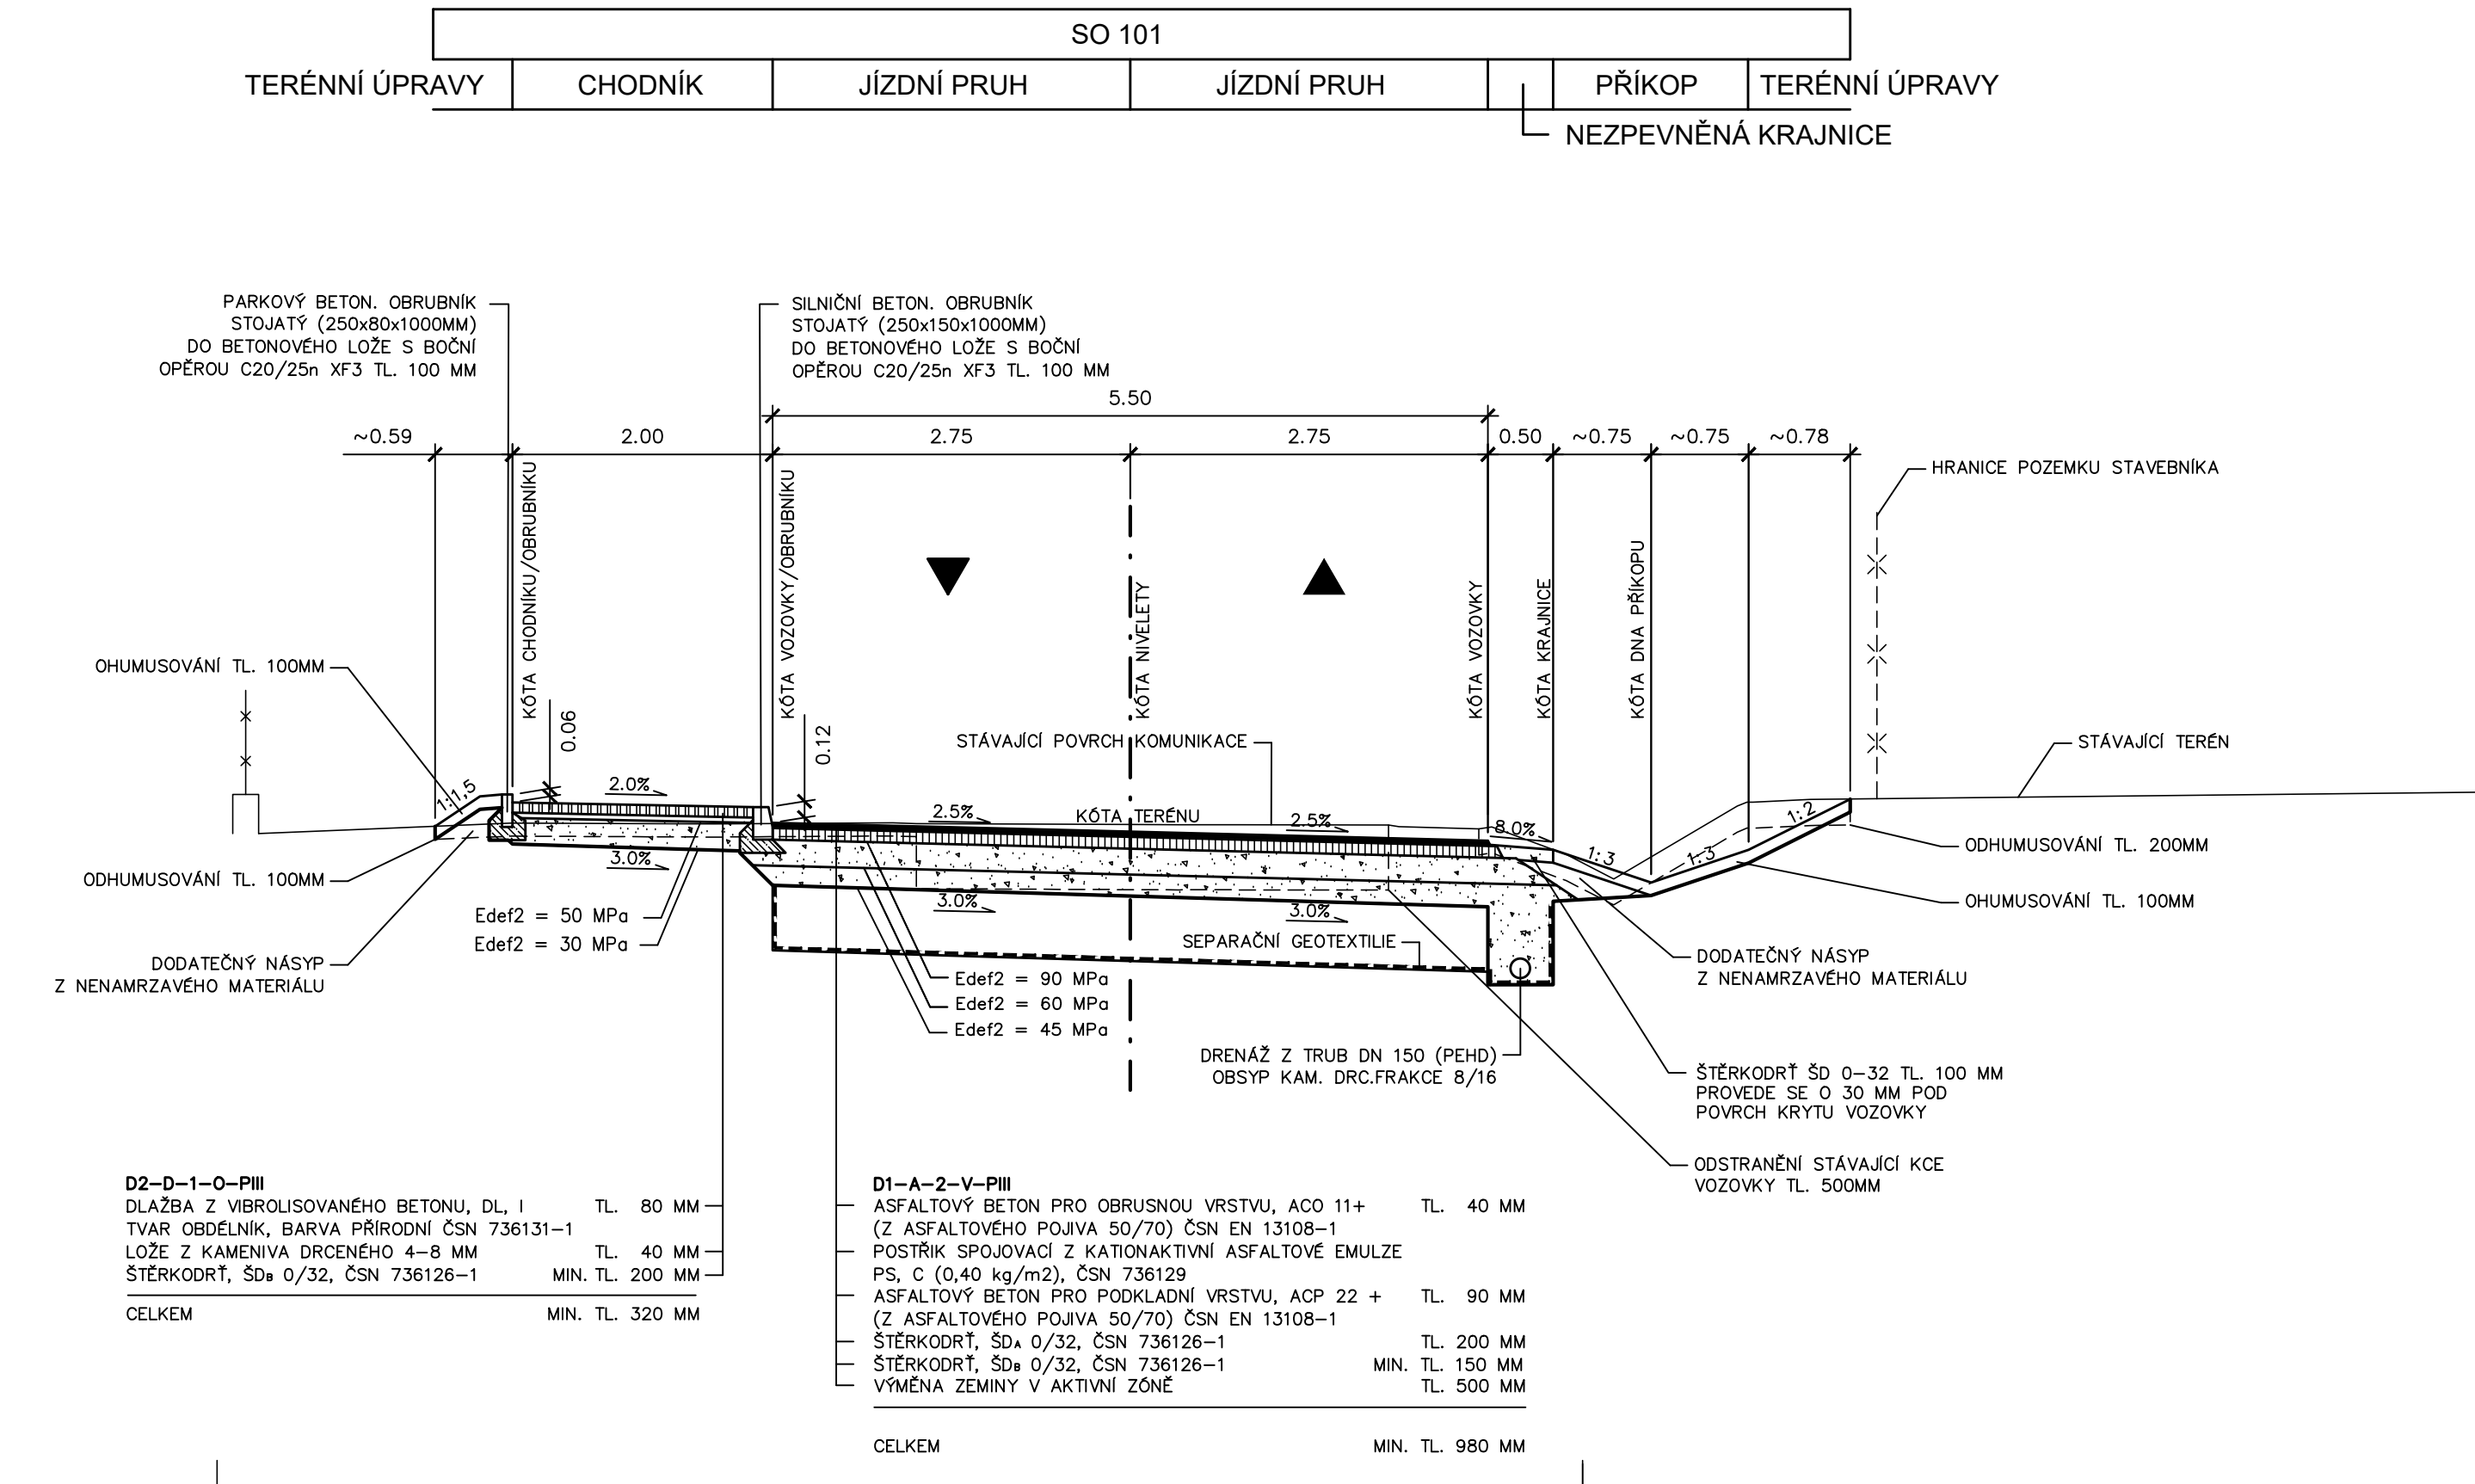 SO 101
TERÉNNÍ ÚPRAVY
CHODNÍK
JÍZDNÍ PRUH
JÍZDNÍ PRUH
PŘÍKOP
TERÉNNÍ ÚPRAVY
NEZPEVNĚNÁ KRAJNICE
PARKOVÝ BETON. OBRUBNÍK
STOJATÝ (250x80x1000MM)
DO BETONOVÉHO LOŽE S BOČNÍ
OPĚROU C20/25n XF3 TL. 100 MM
SILNIČNÍ BETON. OBRUBNÍK
STOJATÝ (250x150x1000MM)
DO BETONOVÉHO LOŽE S BOČNÍ
OPĚROU C20/25n XF3 TL. 100 MM
5.50
~0.59
2.00
2.75
2.75
0.50
~0.75
~0.75
~0.78
HRANICE POZEMKU STAVEBNÍKA
KÓTA CHODNÍKU/OBRUBNÍKU
KÓTA VOZOVKY/OBRUBNÍKU
KÓTA NIVELETY
KÓTA VOZOVKY
KÓTA KRAJNICE
KÓTA DNA PŘÍKOPU
OHUMUSOVÁNÍ TL. 100MM
0.06
0.12
STÁVAJÍCÍ POVRCH KOMUNIKACE
STÁVAJÍCÍ TERÉN
1:1,5
2.0%
2.5%
KÓTA TERÉNU
2.5%
8.0%
1:3
1:3
1:2
3.0%
3.0%
3.0%
ODHUMUSOVÁNÍ TL. 200MM
ODHUMUSOVÁNÍ TL. 100MM
OHUMUSOVÁNÍ TL. 100MM
Edef2 = 50 MPa
Edef2 = 30 MPa
SEPARAČNÍ GEOTEXTILIE
DODATEČNÝ NÁSYP
Z NENAMRZAVÉHO MATERIÁLU
DODATEČNÝ NÁSYP
Z NENAMRZAVÉHO MATERIÁLU
Edef2 = 90 MPa
Edef2 = 60 MPa
Edef2 = 45 MPa
DRENÁŽ Z TRUB DN 150 (PEHD)
OBSYP KAM. DRC.FRAKCE 8/16
ŠTĚRKODRŤ ŠD 0-32 TL. 100 MM
PROVEDE SE O 30 MM POD
POVRCH KRYTU VOZOVKY
ODSTRANĚNÍ STÁVAJÍCÍ KCE
VOZOVKY TL. 500MM
D2-D-1-O-PIII
DLAŽBA Z VIBROLISOVANÉHO BETONU, DL, I TL. 80 MM
TVAR OBDÉLNÍK, BARVA PŘÍRODNÍ ČSN 736131-1
LOŽE Z KAMENIVA DRCENÉHO 4-8 MM TL. 40 MM
ŠTĚRKODRŤ, ŠDB 0/32, ČSN 736126-1 MIN. TL. 200 MM
CELKEM MIN. TL. 320 MM
D1-A-2-V-PIII
ASFALTOVÝ BETON PRO OBRUSNOU VRSTVU, ACO 11+ TL. 40 MM
(Z ASFALTOVÉHO POJIVA 50/70) ČSN EN 13108-1
POSTŘIK SPOJOVACÍ Z KATIONAKTIVNÍ ASFALTOVÉ EMULZE
PS, C (0,40 kg/m2), ČSN 736129
ASFALTOVÝ BETON PRO PODKLADNÍ VRSTVU, ACP 22 + TL. 90 MM
(Z ASFALTOVÉHO POJIVA 50/70) ČSN EN 13108-1
ŠTĚRKODRŤ, ŠDA 0/32, ČSN 736126-1 TL. 200 MM
ŠTĚRKODRŤ, ŠDB 0/32, ČSN 736126-1 MIN. TL. 150 MM
VÝMĚNA ZEMINY V AKTIVNÍ ZÓNĚ TL. 500 MM
CELKEM MIN. TL. 980 MM